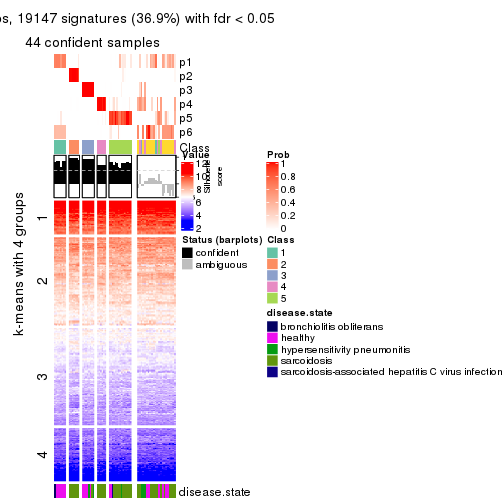 s, 19147 signatures (36.9%) with fdr < 0.05
44 confident samples
p1
p2
p3
p4
p5
p6
Class
k-means with 4 groups
1
2
3
4
Value
12
10
8
6
4
2
Silhouette
score
Prob
1
0.8
0.6
0.4
0.2
0
Status (barplots)
confident
ambiguous
Class
1
2
3
4
5
disease.state
bronchiolitis obliterans
healthy
hypersensitivity pneumonitis
sarcoidosis
sarcoidosis-associated hepatitis C virus infection
disease.state